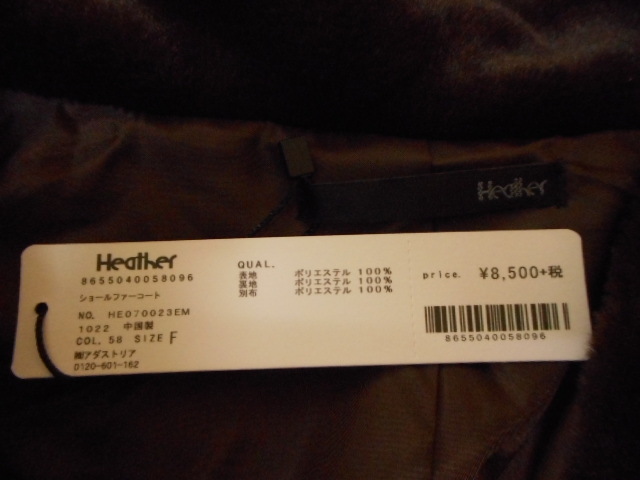 Heather
Heather
8655040058096
ショールファーコート
NO. HE070023EM
1022 中国製
COL. 58 SIZE F
㈱アダストリア
0120-601-162
QUAL.
表地 ポリエステル 100%
裏地 ポリエステル 100%
別布 ポリエステル 100%
price. ¥8,500+税
8655040058096